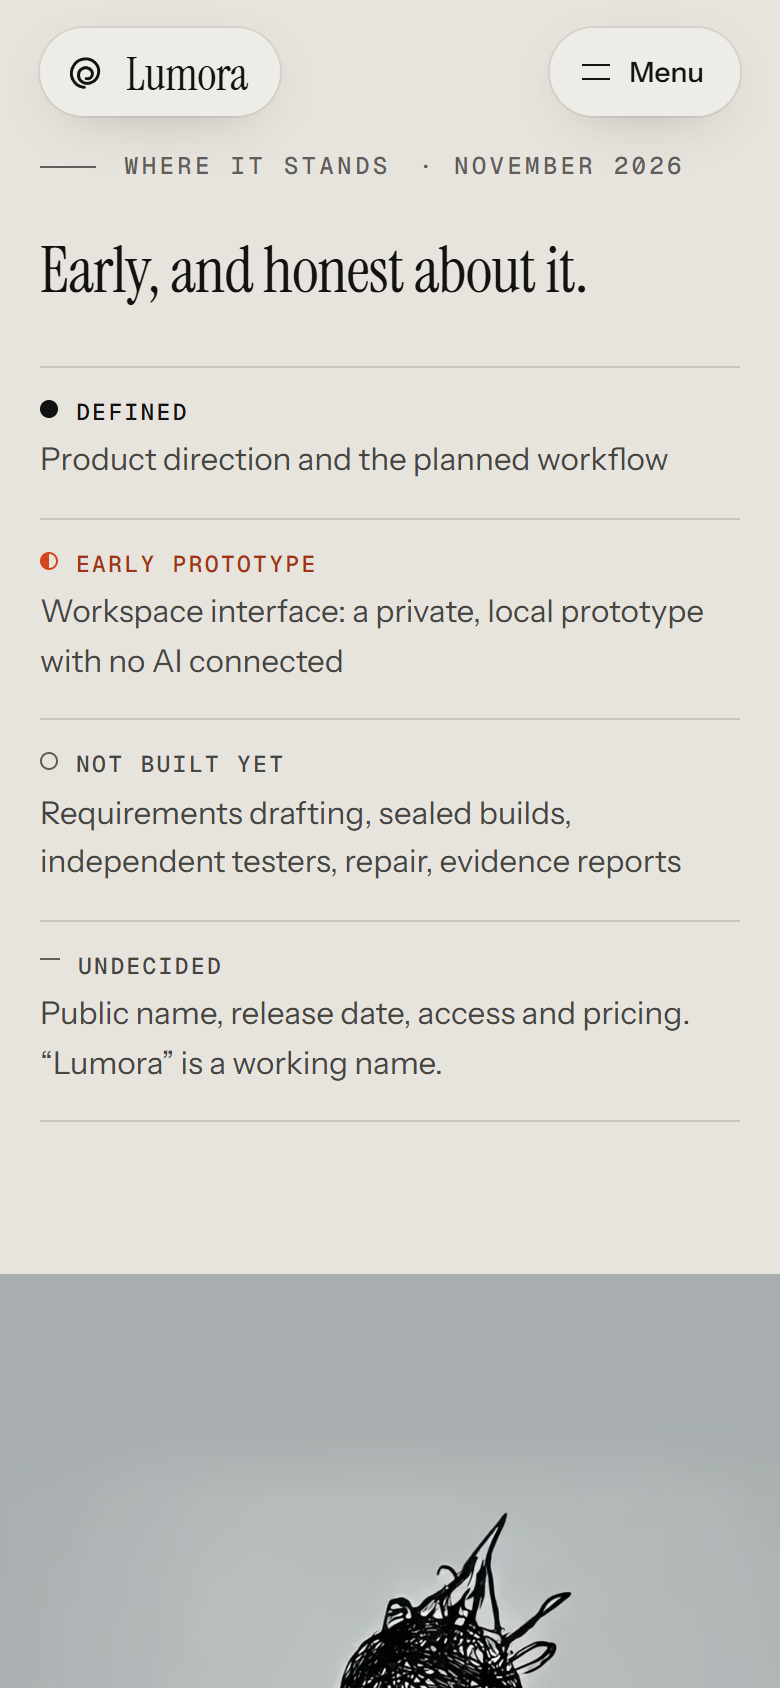 Lumora
Menu
WHERE IT STANDS · NOVEMBER 2026
Early, and honest about it.
DEFINED
Product direction and the planned workflow
EARLY PROTOTYPE
Workspace interface: a private, local prototype
with no AI connected
NOT BUILT YET
Requirements drafting, sealed builds,
independent testers, repair, evidence reports
UNDECIDED
Public name, release date, access and pricing.
“Lumora” is a working name.